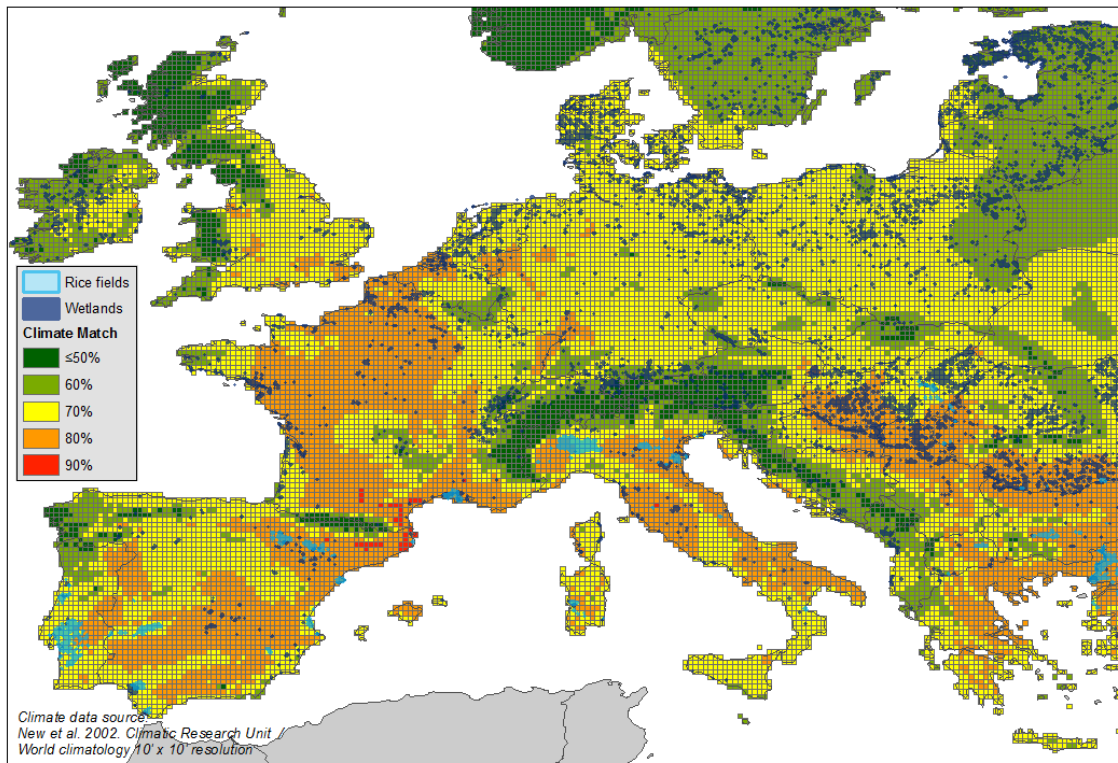 Rice fields
Wetlands
Climate Match
≤50%
60%
70%
80%
90%
Climate data source:
New et al. 2002. Climatic Research Unit /
World climatology 10' x 10' resolution